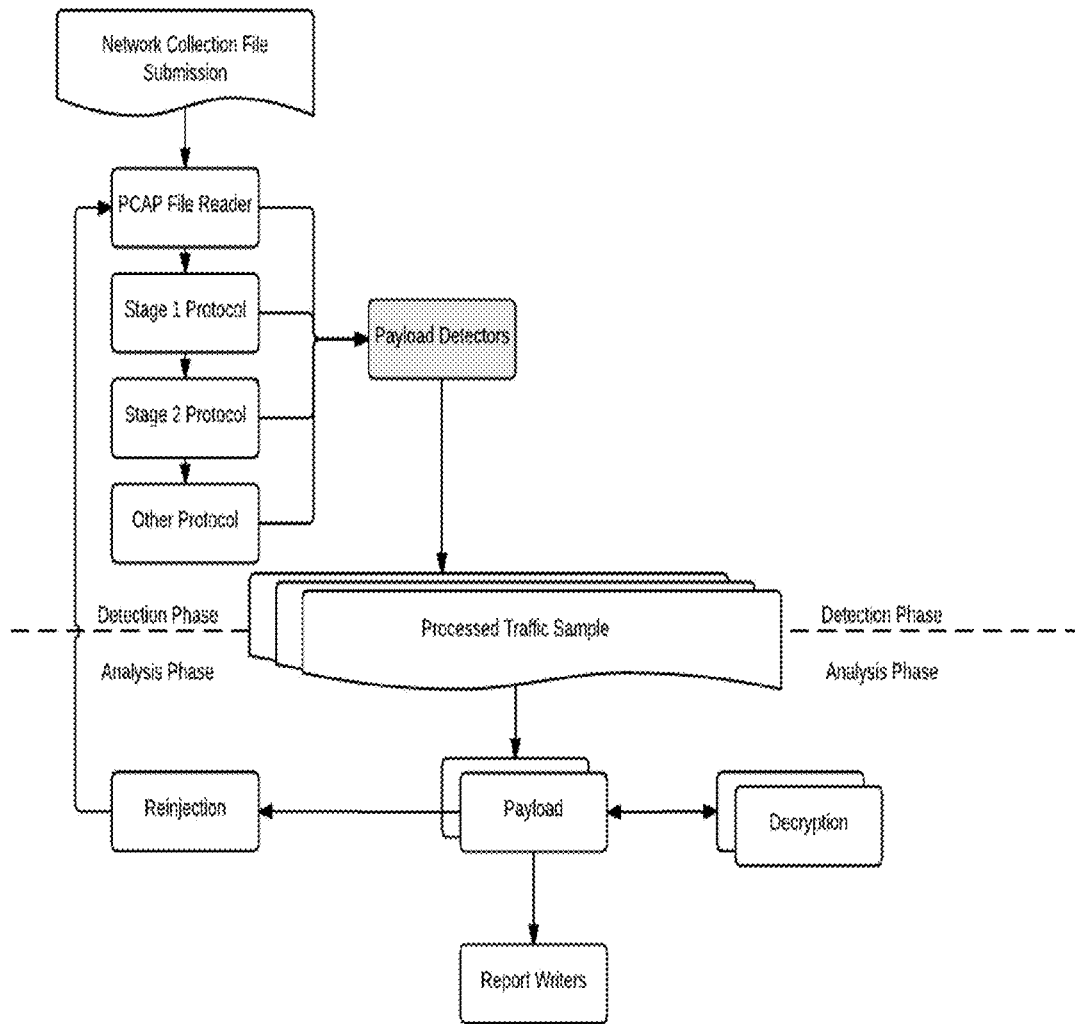 Network Collection File
Submission
PCAP File Reader
Stage 1 Protocol
Payload Detectors
Stage 2 Protocol
Other Protocol
Detection Phase
Detection Phase
Processed Traffic Sample
Analysis Phase
Analysis Phase
Reinjection
Payload
Decryption
Report Writers